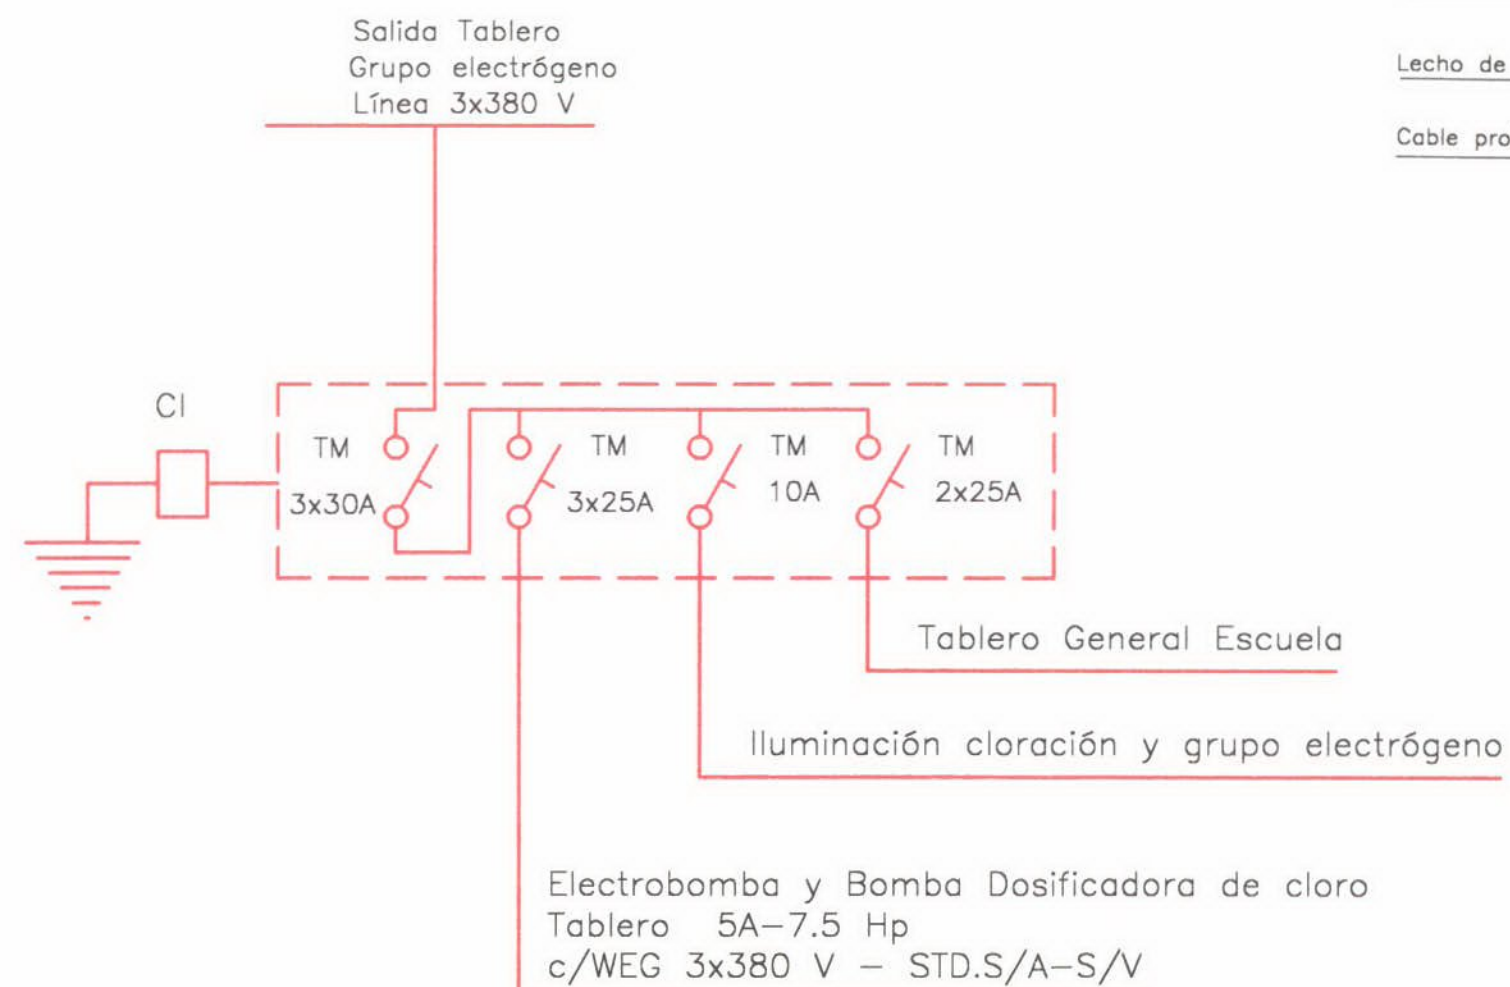 Salida Tablero
Grupo electrógeno
Línea 3x380 V
Lecho de
Cable pro
CI
TM
3x30A
TM
3x25A
TM
10A
TM
2x25A
Tablero General Escuela
Iluminación cloración y grupo electrógeno
Electrobomba y Bomba Dosificadora de cloro
Tablero 5A-7.5 Hp
c/WEG 3x380 V - STD.S/A-S/V